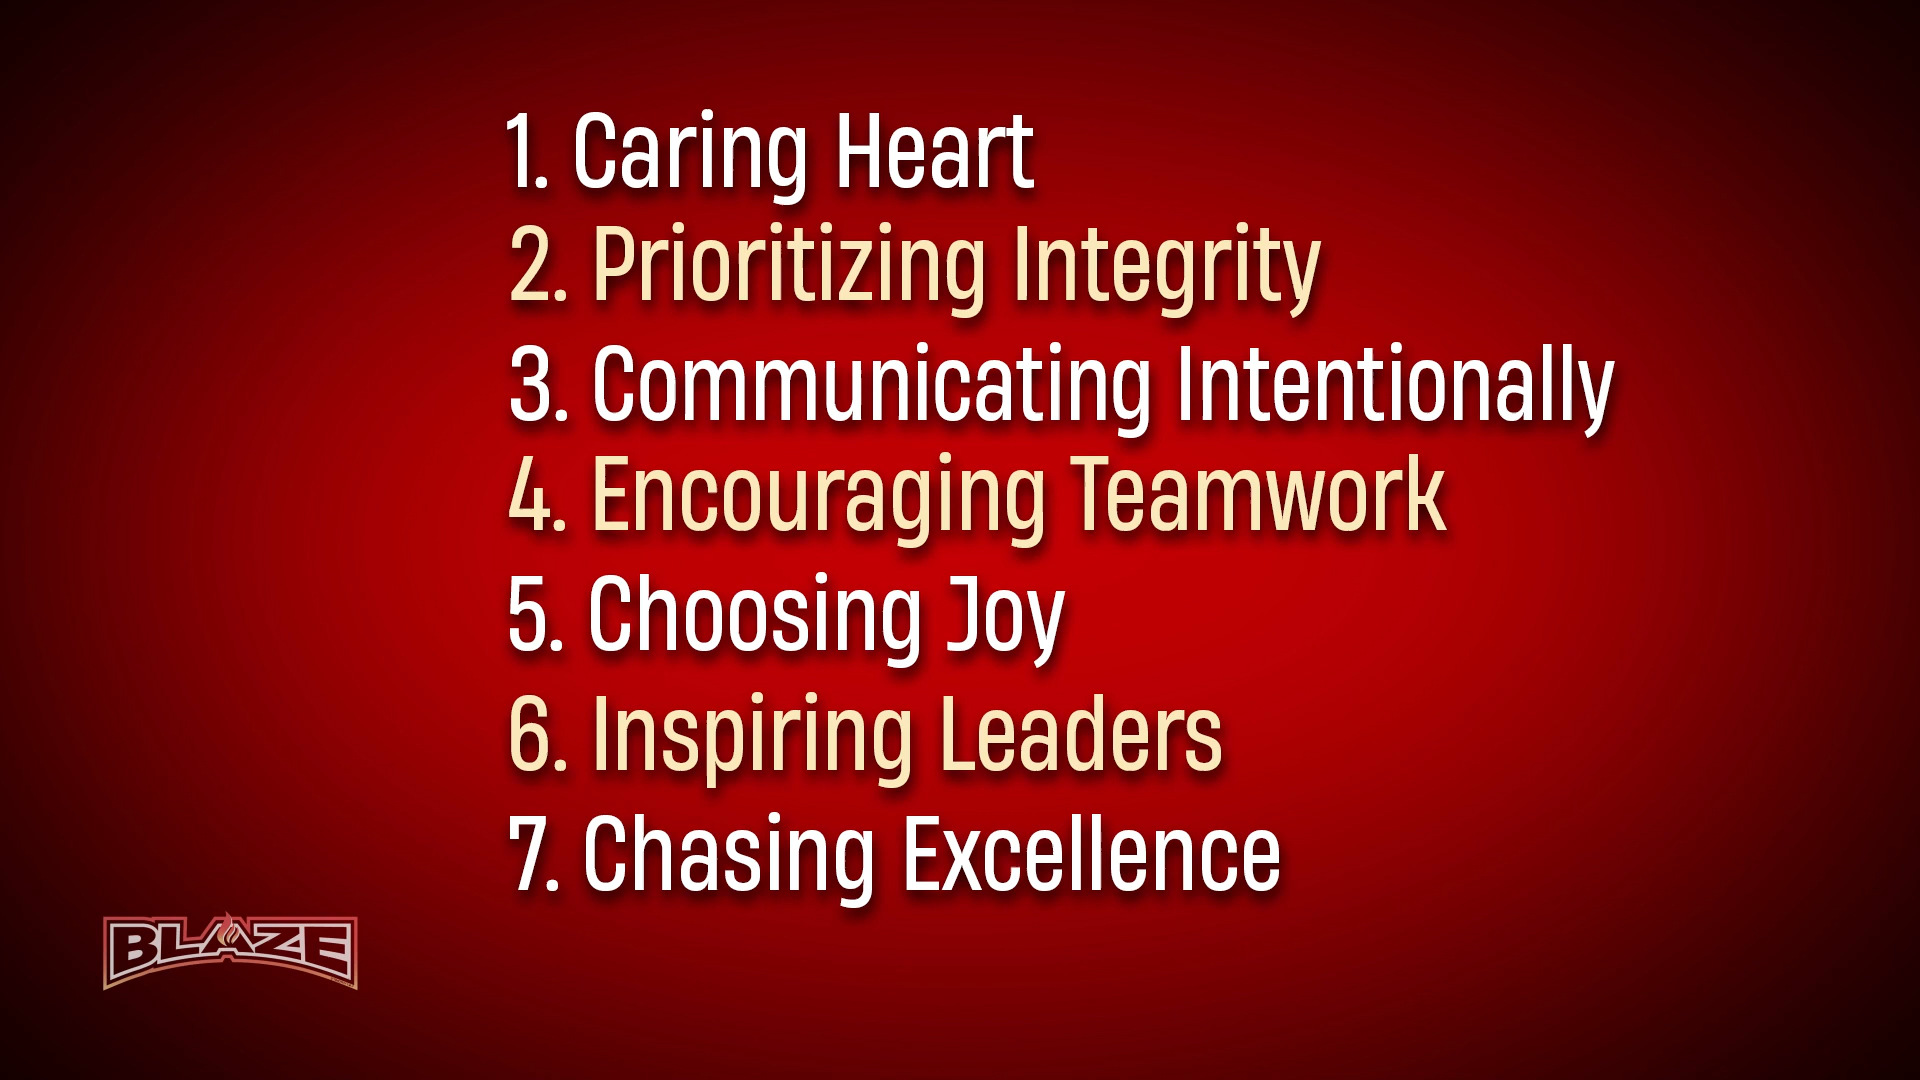 1. Caring Heart
2. Prioritizing Integrity
3. Communicating Intentionally
4. Encouraging Teamwork
5. Choosing Joy
6. Inspiring Leaders
7. Chasing Excellence
BLAZE